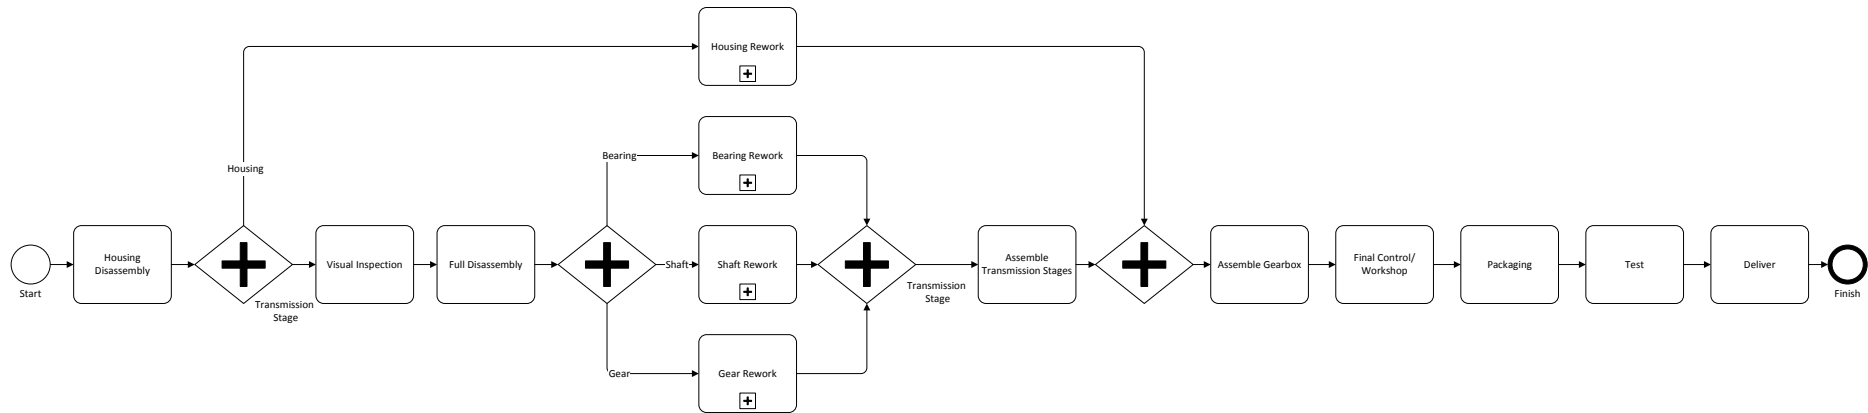 Housing Rework
Bearing Rework
Bearing
Housing
Start
Housing
Disassembly
Transmission
Stage
Visual Inspection
Full Disassembly
Shaft
Shaft Rework
Gear
Gear Rework
Transmission
Stage
Assemble
Transmission Stages
Assemble Gearbox
Final Control/
Workshop
Packaging
Test
Deliver
Finish